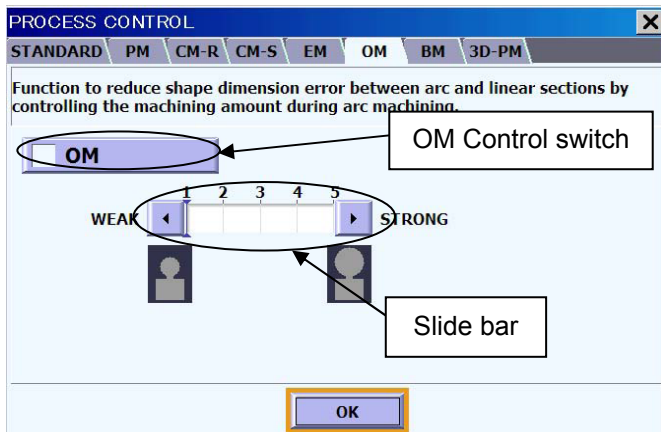 PROCESS CONTROL
STANDARD PM CM-R CM-S EM OM BM 3D-PM
Function to reduce shape dimension error between arc and linear sections by
controlling the machining amount during arc machining.
OM Control switch
OM
1 2 3 4 5
WEAK STRONG
Slide bar
OK